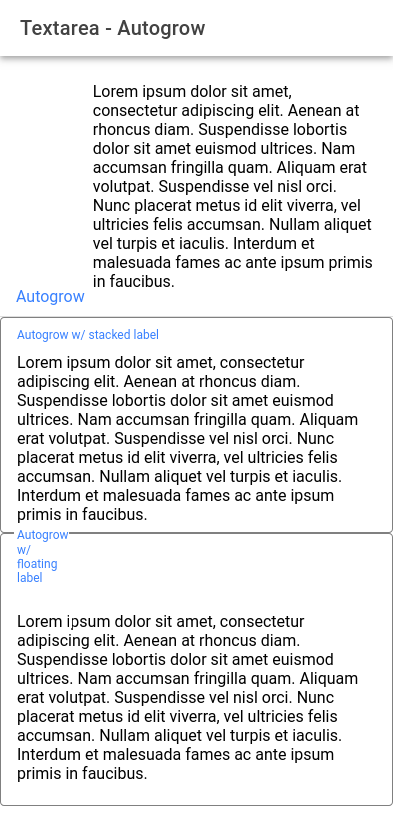 Textarea - Autogrow
Lorem ipsum dolor sit amet,
consectetur adipiscing elit. Aenean at
rhoncus diam. Suspendisse lobortis
dolor sit amet euismod ultrices. Nam
accumsan fringilla quam. Aliquam erat
volutpat. Suspendisse vel nisl orci.
Nunc placerat metus id elit viverra, vel
ultricies felis accumsan. Nullam aliquet
vel turpis et iaculis. Interdum et
malesuada fames ac ante ipsum primis
in faucibus.
Autogrow
Autogrow w/ stacked label
Lorem ipsum dolor sit amet, consectetur
adipiscing elit. Aenean at rhoncus diam.
Suspendisse lobortis dolor sit amet euismod
ultrices. Nam accumsan fringilla quam. Aliquam
erat volutpat. Suspendisse vel nisl orci. Nunc
placerat metus id elit viverra, vel ultricies felis
accumsan. Nullam aliquet vel turpis et iaculis.
Interdum et malesuada fames ac ante ipsum
primis in faucibus.
Autogrow
w/
floating
label
Lorem ipsum dolor sit amet, consectetur
adipiscing elit. Aenean at rhoncus diam.
Suspendisse lobortis dolor sit amet euismod
ultrices. Nam accumsan fringilla quam. Aliquam
erat volutpat. Suspendisse vel nisl orci. Nunc
placerat metus id elit viverra, vel ultricies felis
accumsan. Nullam aliquet vel turpis et iaculis.
Interdum et malesuada fames ac ante ipsum
primis in faucibus.